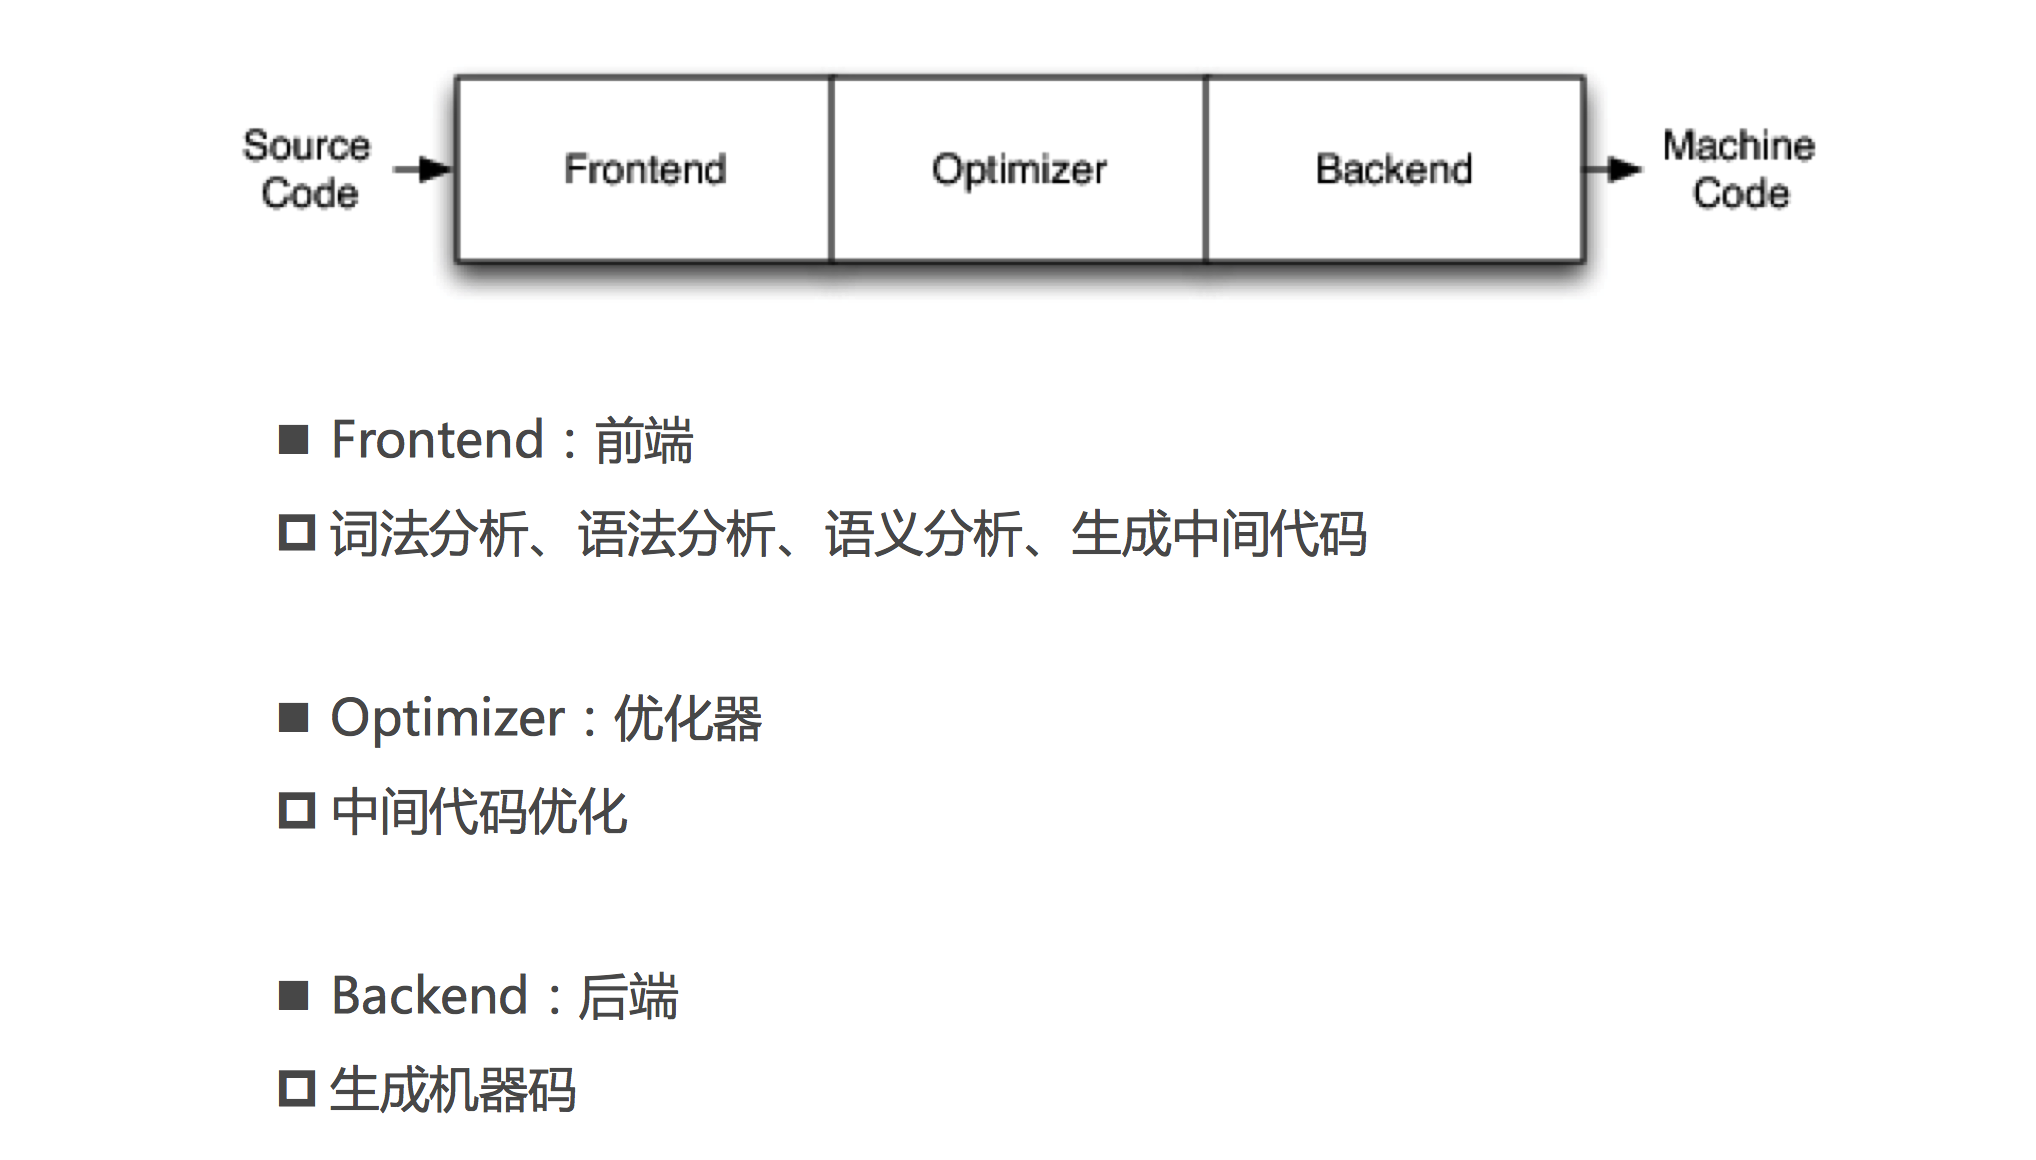 Source
Code
Frontend
Optimizer
Backend
Machine
Code
Frontend：前端
词法分析、语法分析、语义分析、生成中间代码
Optimizer：优化器
中间代码优化
Backend：后端
生成机器码